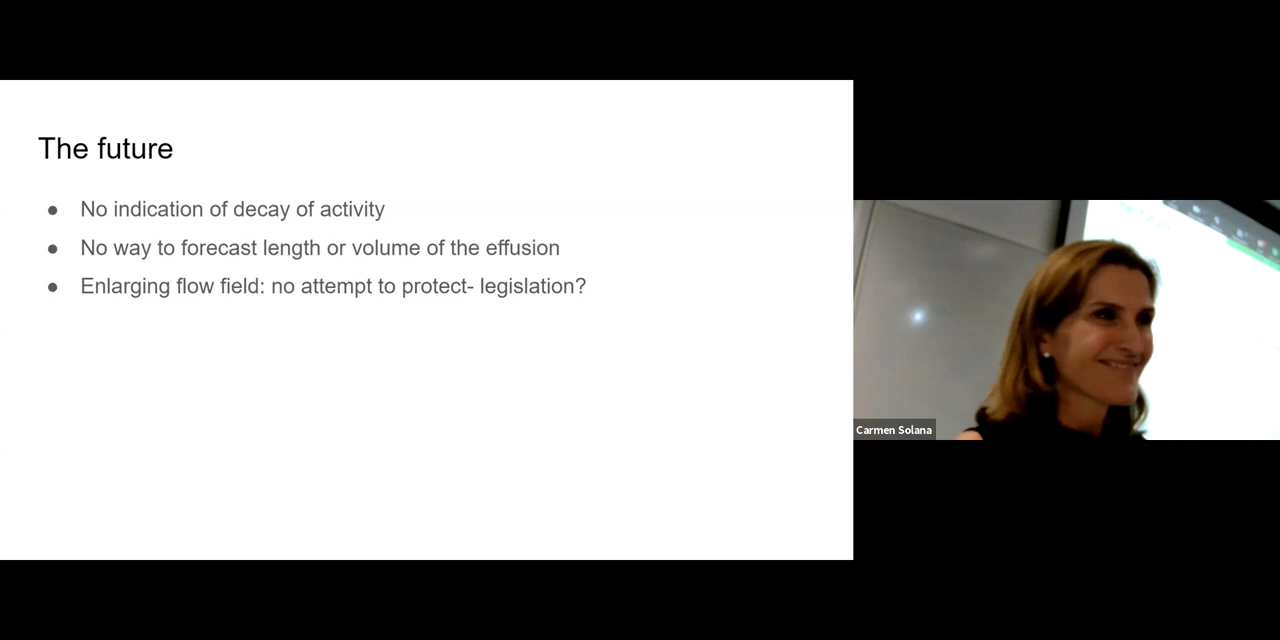 The future
● No indication of decay of activity
● No way to forecast length or volume of the effusion
● Enlarging flow field: no attempt to protect- legislation?
Carmen Solana